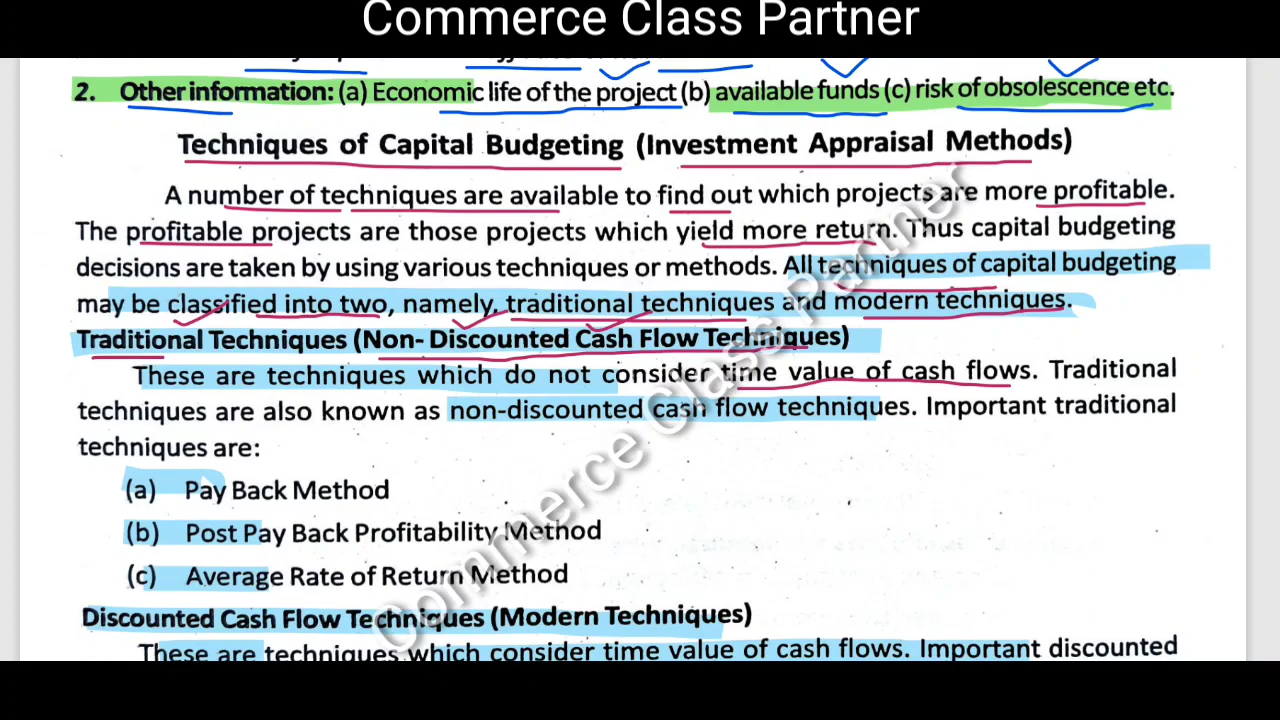 Commerce Class Partner
2. Other information: (a) Economic life of the project (b) available funds (c) risk of obsolescence etc.
Techniques of Capital Budgeting (Investment Appraisal Methods)
A number of techniques are available to find out which projects are more profitable.
The profitable projects are those projects which yield more return. Thus capital budgeting
decisions are taken by using various techniques or methods. All techniques of capital budgeting
may be classified into two, namely, traditional techniques and modern techniques.
Traditional Techniques (Non- Discounted Cash Flow Techniques)
These are techniques which do not consider time value of cash flows. Traditional
techniques are also known as non-discounted cash flow techniques. Important traditional
techniques are:
(a) Pay Back Method
(b) Post Pay Back Profitability Method
(c) Average Rate of Return Method
Discounted Cash Flow Techniques (Modern Techniques)
These are techniques which consider time value of cash flows. Important discounted
Commerce Class Partner